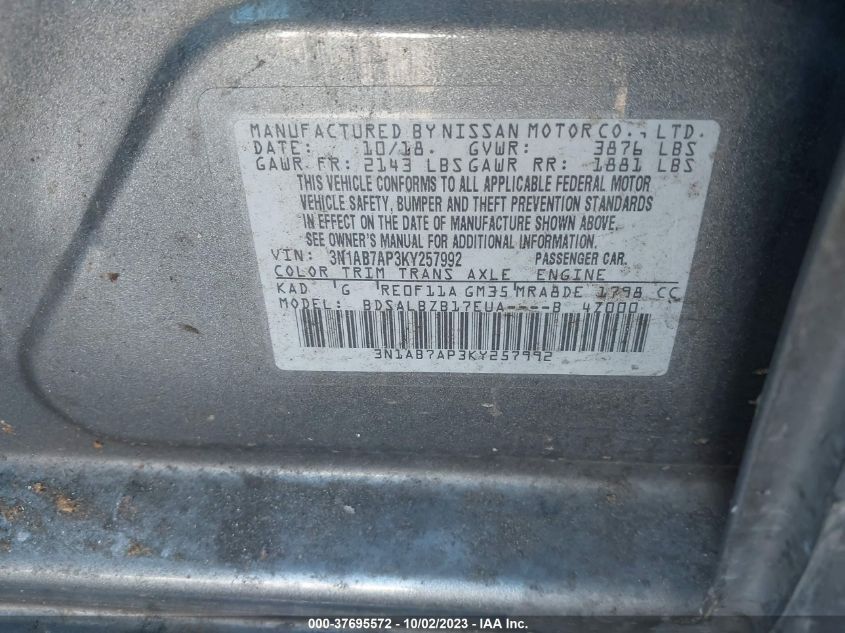 MANUFACTURED BY NISSAN MOTOR CO., LTD.
DATE: 10/18. GVWR: 3876 LBS
GAWR FR: 2143 LBS GAWR RR: 1881 LBS
THIS VEHICLE CONFORMS TO ALL APPLICABLE FEDERAL MOTOR
VEHICLE SAFETY, BUMPER AND THEFT PREVENTION STANDARDS
IN EFFECT ON THE DATE OF MANUFACTURE SHOWN ABOVE.
SEE OWNER'S MANUAL FOR ADDITIONAL INFORMATION.
VIN: 3N1AB7AP3KY257992 PASSENGER CAR.
COLOR TRIM TRANS AXLE ENGINE
KAD G RE0F11A GM35 MRA8DE 1798 CC
MODEL: BDSALBZB17EUA----B 47000
3N1AB7AP3KY257992
000-37695572 - 10/02/2023 - IAA Inc.